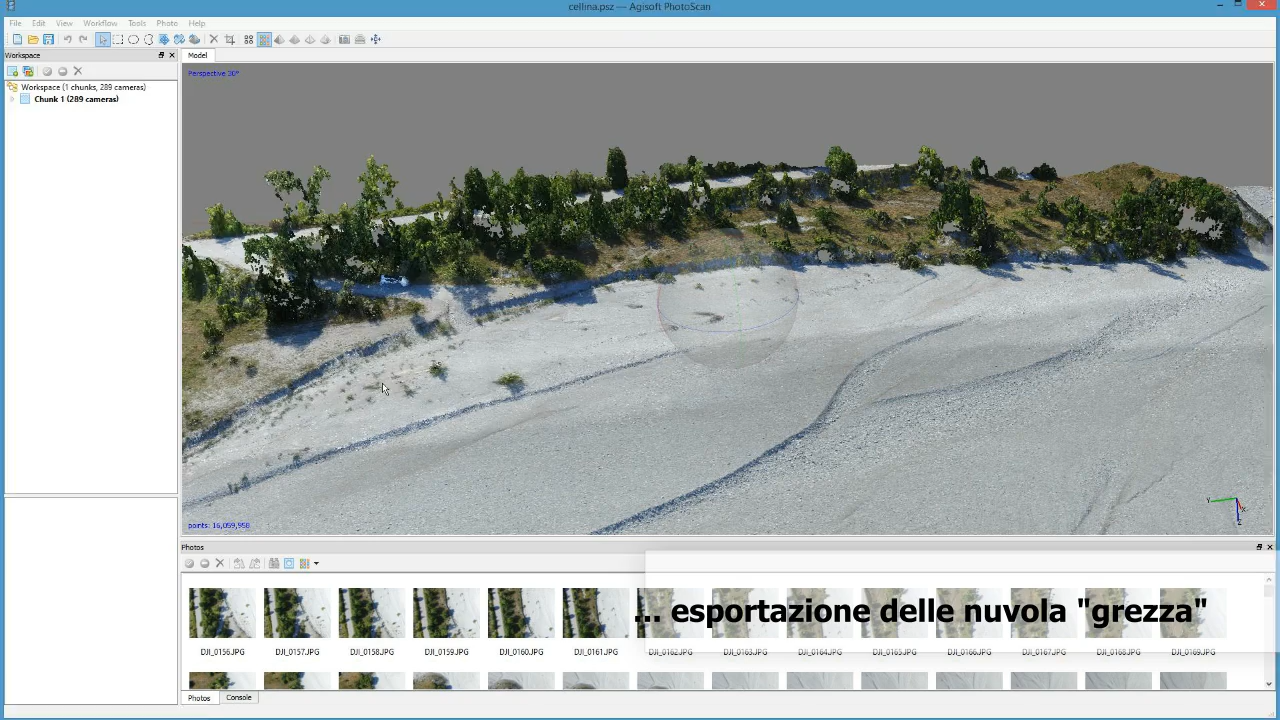 cellina.psz — Agisoft PhotoScan
File Edit View Workflow Tools Photo Help
Workspace
Model
Perspective 30°
Workspace (1 chunks, 289 cameras)
Chunk 1 (289 cameras)
Y
X
Z
points: 16,059,958
Photos
... esportazione delle nuvola "grezza"
DJI_0156.JPG DJI_0157.JPG DJI_0158.JPG DJI_0159.JPG DJI_0160.JPG DJI_0161.JPG DJI_0162.JPG DJI_0163.JPG DJI_0164.JPG DJI_0165.JPG DJI_0166.JPG DJI_0167.JPG DJI_0168.JPG DJI_0169.JPG
Photos Console